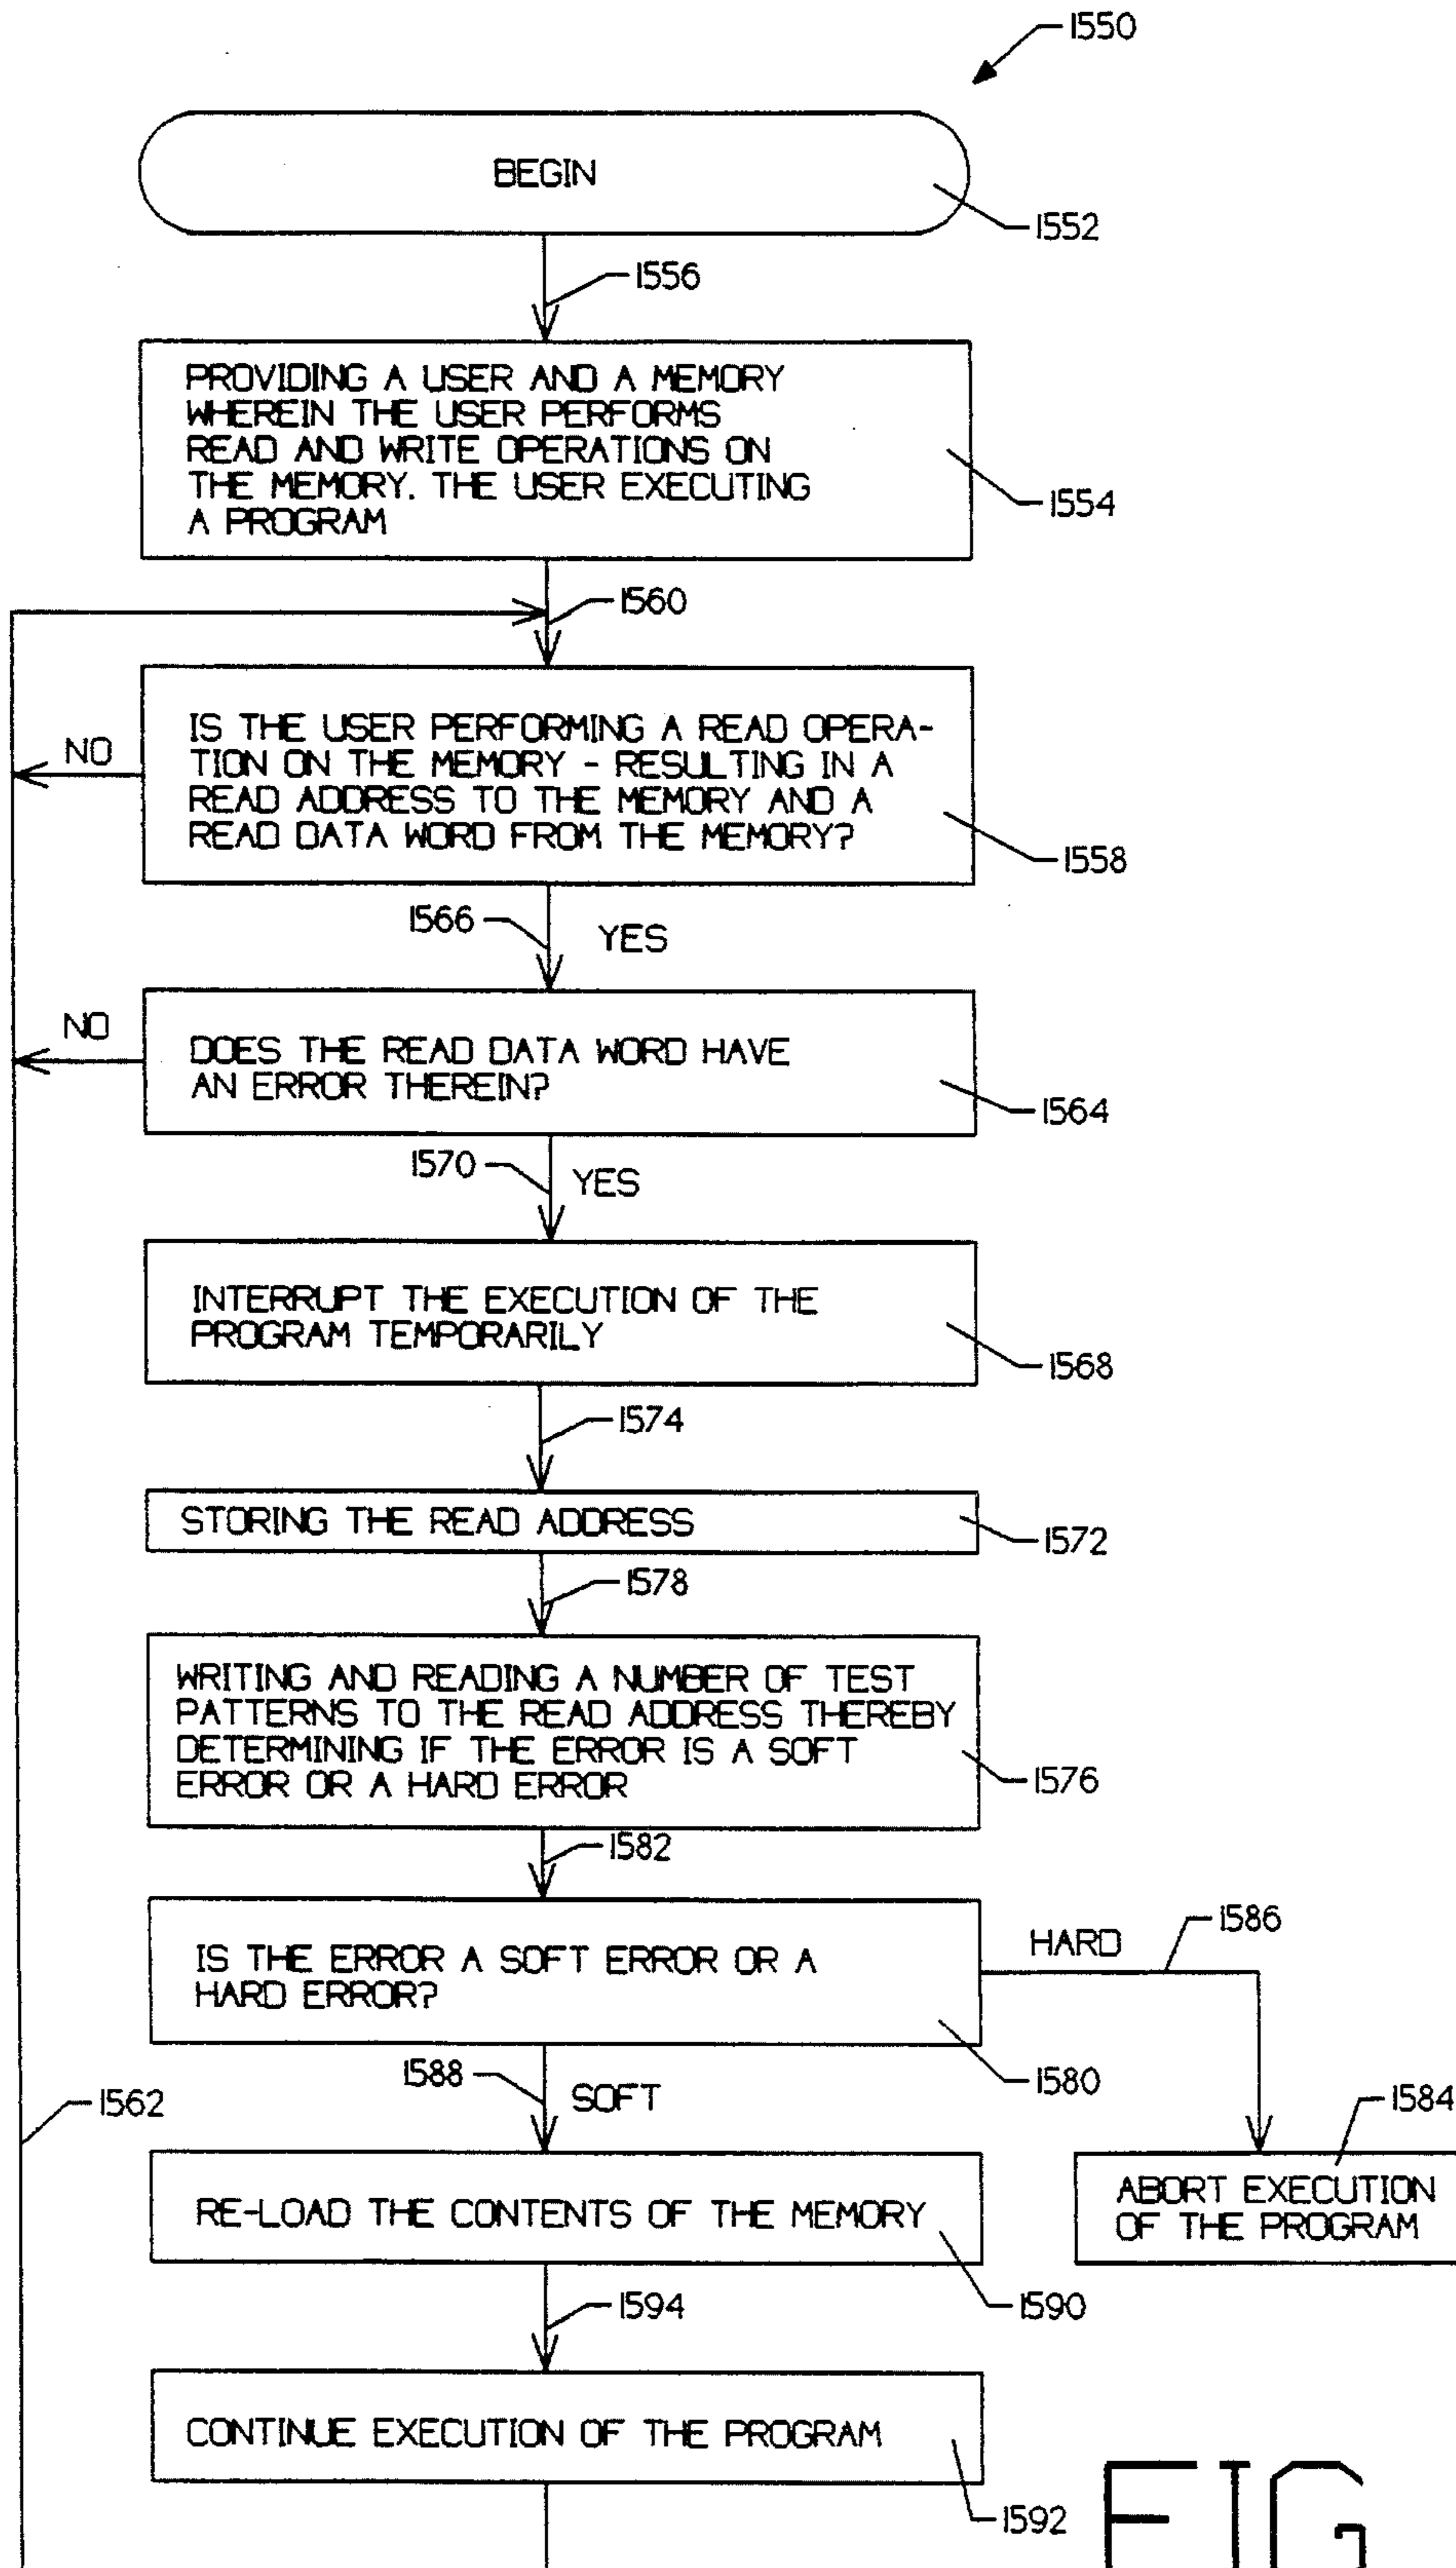 1550
BEGIN
1552
1556
PROVIDING A USER AND A MEMORY
WHEREIN THE USER PERFORMS
READ AND WRITE OPERATIONS ON
THE MEMORY. THE USER EXECUTING
A PROGRAM
1554
1560
IS THE USER PERFORMING A READ OPERA-
TION ON THE MEMORY - RESULTING IN A
READ ADDRESS TO THE MEMORY AND A
READ DATA WORD FROM THE MEMORY?
NO
1558
1566
YES
NO
DOES THE READ DATA WORD HAVE
AN ERROR THEREIN?
1564
1570
YES
INTERRUPT THE EXECUTION OF THE
PROGRAM TEMPORARILY
1568
1574
STORING THE READ ADDRESS
1572
1578
WRITING AND READING A NUMBER OF TEST
PATTERNS TO THE READ ADDRESS THEREBY
DETERMINING IF THE ERROR IS A SOFT
ERROR OR A HARD ERROR
1576
1582
IS THE ERROR A SOFT ERROR OR A
HARD ERROR?
HARD
1586
1580
1588
SOFT
1562
1584
RE-LOAD THE CONTENTS OF THE MEMORY
ABORT EXECUTION
OF THE PROGRAM
1590
1594
CONTINUE EXECUTION OF THE PROGRAM
1592
FIG